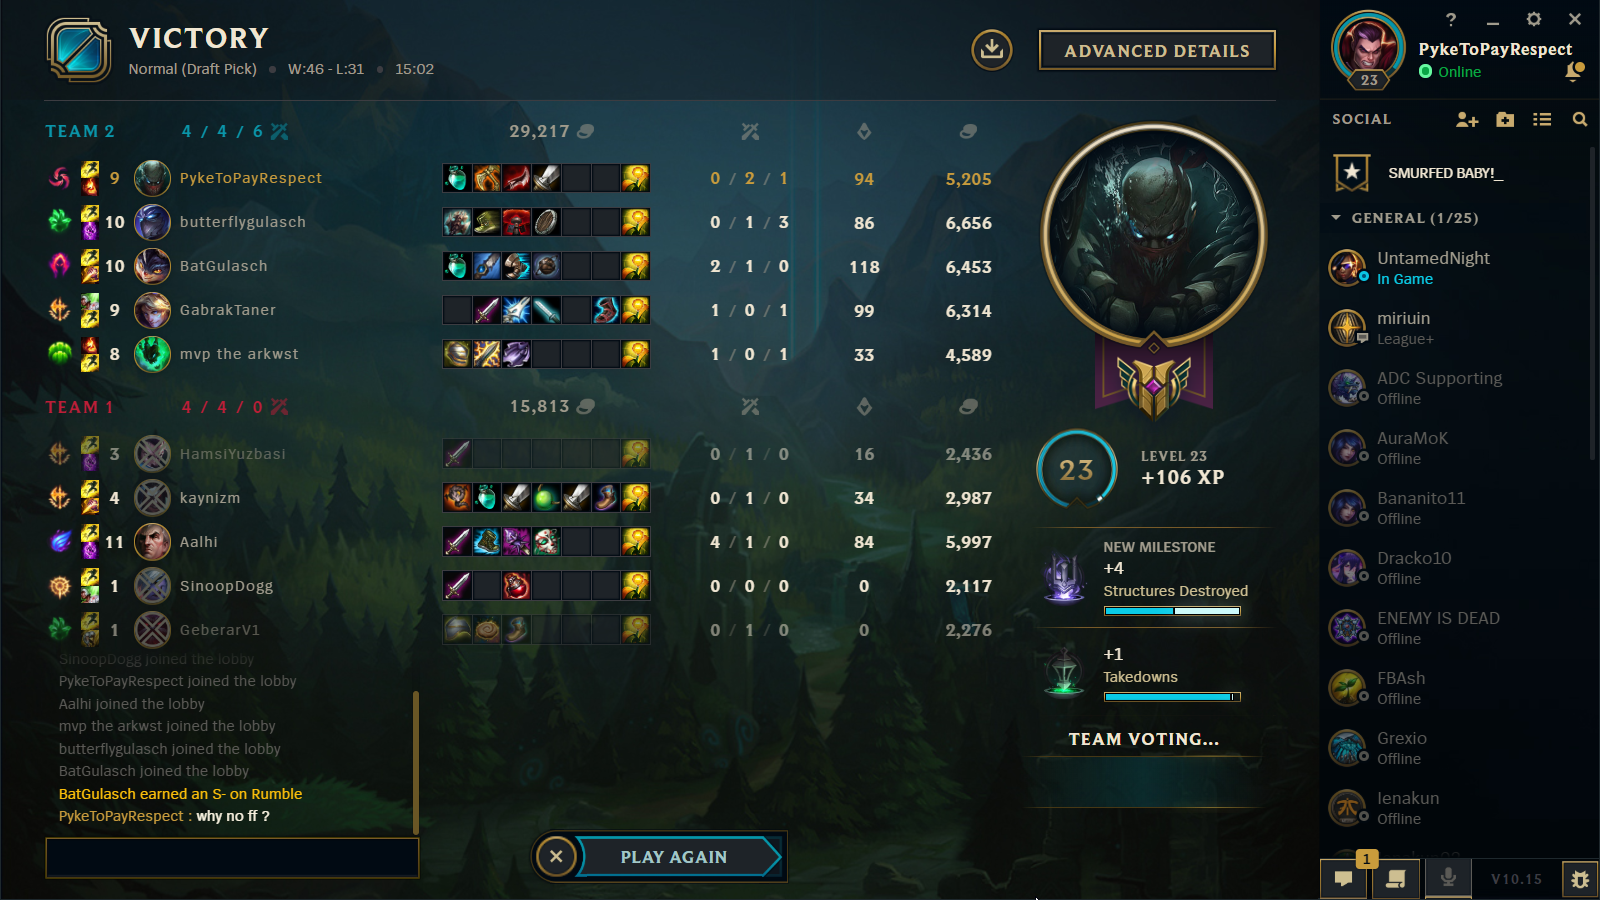 VICTORY
Normal (Draft Pick) • W:46 - L:31 • 15:02
ADVANCED DETAILS
TEAM 2 4 / 4 / 6 29,217
9 PykeToPayRespect 0 / 2 / 1 94 5,205
10 butterflygulasch 0 / 1 / 3 86 6,656
10 BatGulasch 2 / 1 / 0 118 6,453
9 GabrakTaner 1 / 0 / 1 99 6,314
8 mvp the arkwst 1 / 0 / 1 33 4,589
TEAM 1 4 / 4 / 0 15,813
3 HamsiYuzbasi 0 / 1 / 0 16 2,436
4 kaynizm 0 / 1 / 0 34 2,987
11 Aalhi 4 / 1 / 0 84 5,997
1 SinoopDogg 0 / 0 / 0 0 2,117
1 GeberarV1 0 / 1 / 0 0 2,276
SinoopDogg joined the lobby
PykeToPayRespect joined the lobby
Aalhi joined the lobby
mvp the arkwst joined the lobby
butterflygulasch joined the lobby
BatGulasch joined the lobby
BatGulasch earned an S- on Rumble
PykeToPayRespect : why no ff ?
PLAY AGAIN
23
LEVEL 23
+106 XP
NEW MILESTONE
+4
Structures Destroyed
+1
Takedowns
TEAM VOTING...
?
PykeToPayRespect
23
Online
SOCIAL
SMURFED BABY!_
GENERAL (1/25)
UntamedNight
In Game
miriuin
League+
ADC Supporting
Offline
AuraMoK
Offline
Bananito11
Offline
Dracko10
Offline
ENEMY IS DEAD
Offline
FBAsh
Offline
Grexio
Offline
lenakun
Offline
1
V10.15